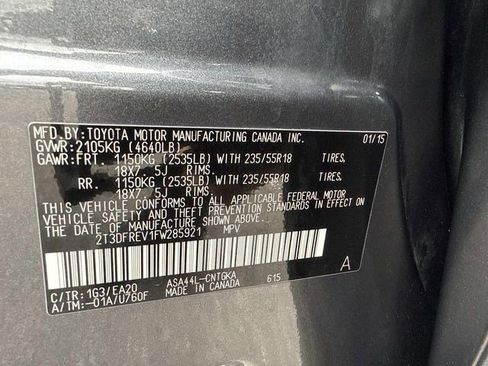 MFD.BY:TOYOTA MOTOR MANUFACTURING CANADA INC. 01/15
GVWR:2105KG (4640LB)
GAWR:FRT. 1150KG (2535LB) WITH 235/55R18 TIRES,
18X7.5J RIMS,
RR. 1150KG (2535LB) WITH 235/55R18 TIRES,
18X7.5J RIMS,
THIS VEHICLE CONFORMS TO ALL APPLICABLE FEDERAL MOTOR
VEHICLE SAFETY AND THEFT PREVENTION STANDARDS IN EFFECT ON
THE DATE OF MANUFACTURE SHOWN ABOVE.
2T3DFREV1FW285921 MPV
ASA44L-CNTGKA
C/TR:1G3/EA20 MADE IN CANADA 615 A
A/TM:-01A/U760F